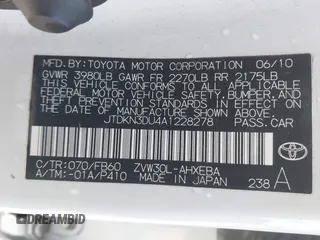 MFD.BY:TOYOTA MOTOR CORPORATION 06/10
GVWR 3980LB GAWR FR 2270LB RR 2175LB
THIS VEHICLE CONFORMS TO ALL APPLICABLE
FEDERAL MOTOR VEHICLE SAFETY, BUMPER, AND
THEFT PREVENTION STANDARDS IN EFFECT ON
THE DATE OF MANUFACTURE SHOWN ABOVE.
JTDKN3DU4A1228278 PASS.CAR
C/TR:070/FB60 ZVW30L-AHXEBA
A/TM:-01A/P410 MADE IN JAPAN 238 A
TOYOTA
DREAMBID